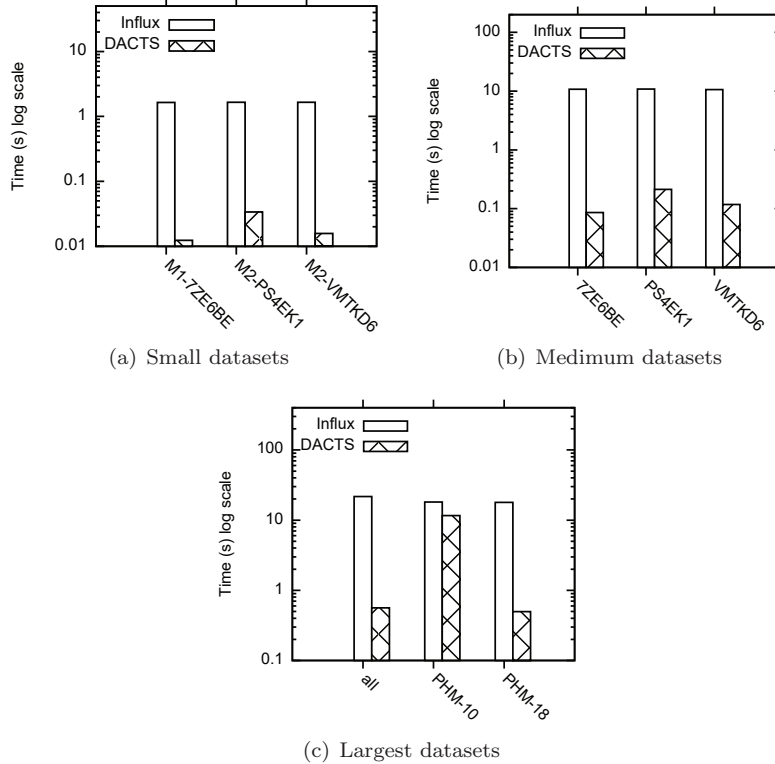 Influx
DACTS
10
1
0.1
0.01
Time (s) log scale
M1-7ZE6BE
M2-PS4EK1
M2-VMTKD6
(a) Small datasets
Influx
DACTS
100
10
1
0.1
0.01
Time (s) log scale
7ZE6BE
PS4EK1
VMTKD6
(b) Medimum datasets
Influx
DACTS
100
10
1
0.1
Time (s) log scale
all
PHM-10
PHM-18
(c) Largest datasets